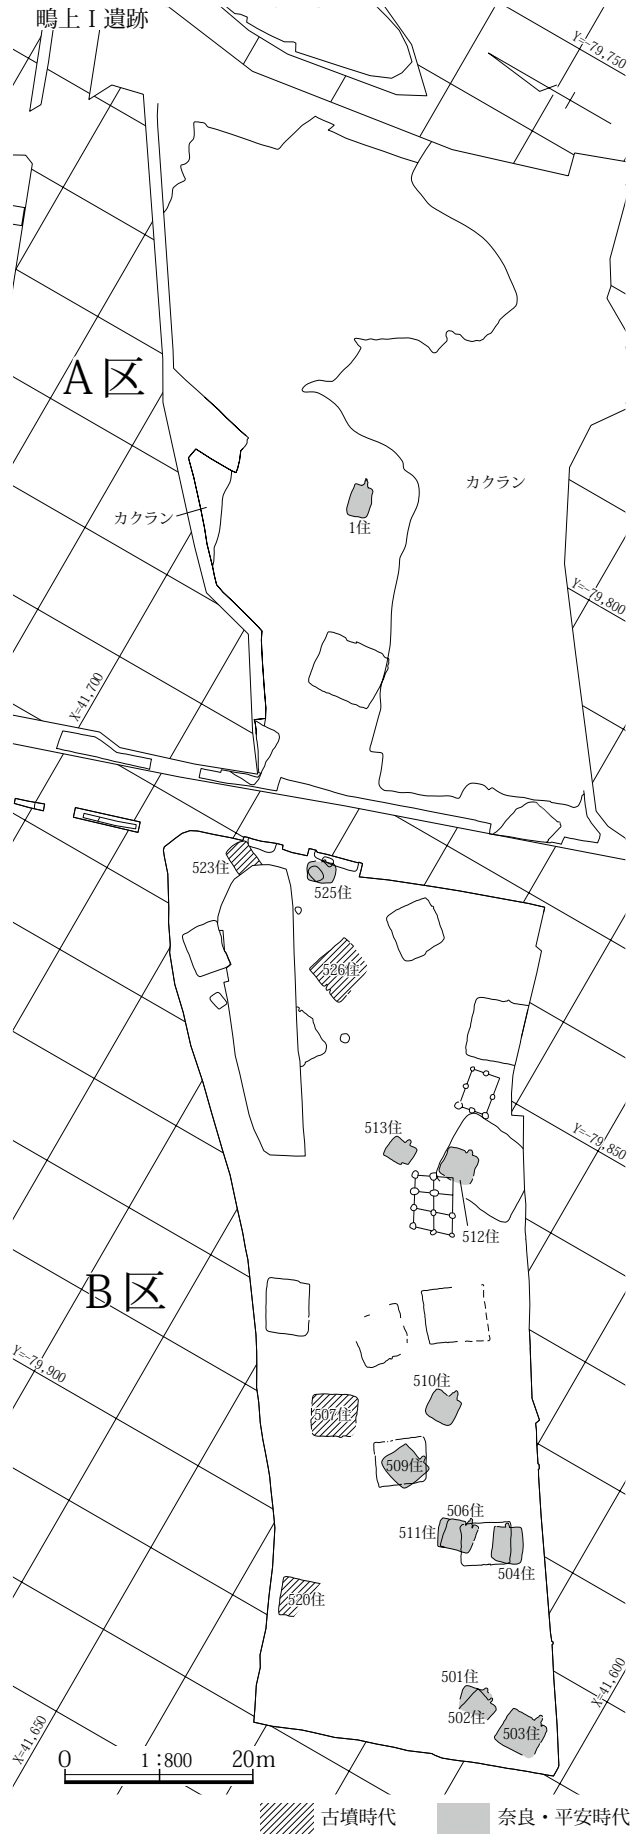 鴫上Ⅰ遺跡
Y=-79,750
A区
カクラン
カクラン
1住
Y=-79,800
X=41,700
523住
525住
526住
513住
Y=-79,850
512住
B区
Y=-79,900
510住
507住
509住
506住
511住
504住
520住
501住
502住
503住
X=41,600
X=41,650
0 1:800 20m
古墳時代 奈良・平安時代